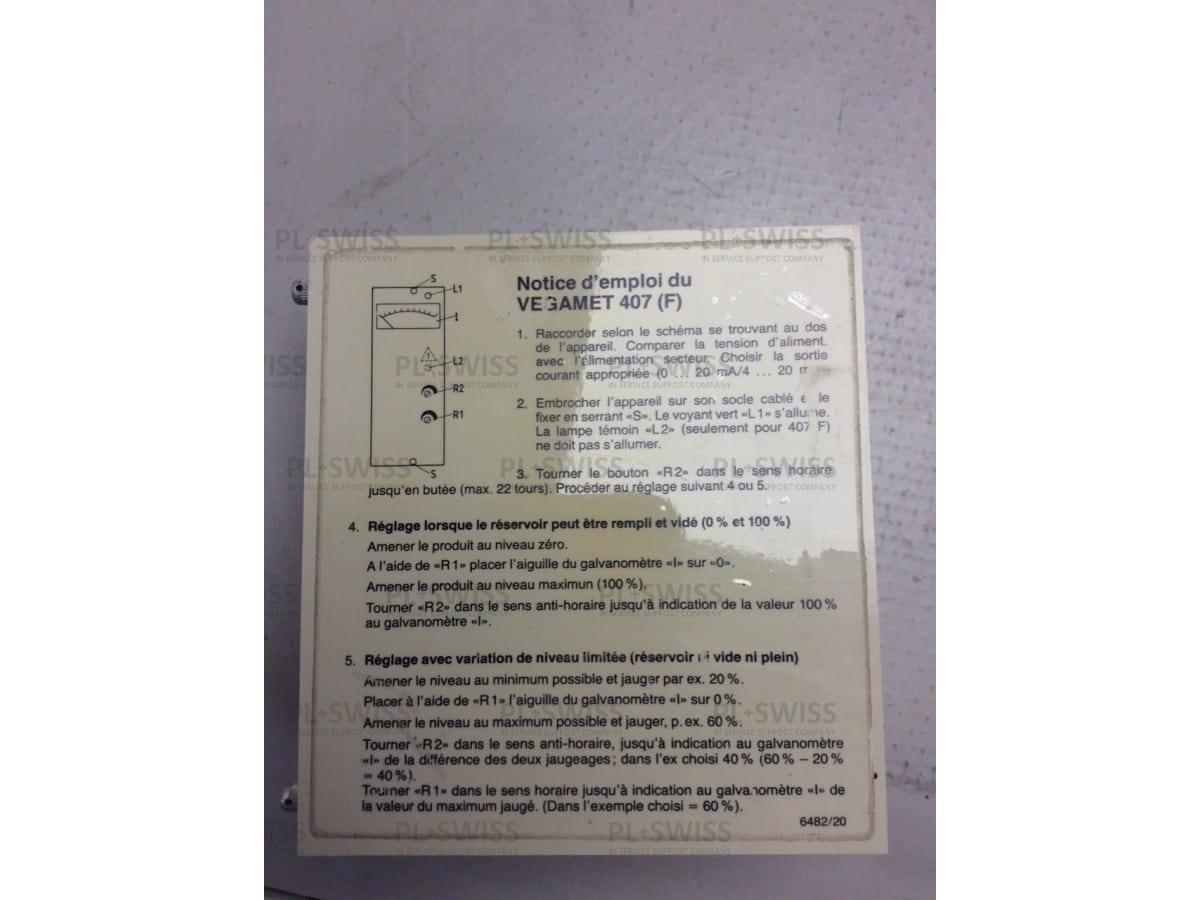 Notice d'emploi du
VEGAMET 407 (F)
S
L1
I
L2
R2
R1
S
1. Raccorder selon le schéma se trouvant au dos
de l'appareil. Comparer la tension d'aliment.
avec l'alimentation secteur. Choisir la sortie
courant appropriée (0 ... 20 mA/4 ... 20
2. Embrocher l'appareil sur son socle cablé le
fixer en serrant «S». Le voyant vert «L1» s'allume.
La lampe témoin «L2» (seulement pour 407 F)
ne doit pas s'allumer.
3. Tourner le bouton «R2» dans le sens horaire
jusqu'en butée (max. 22 tours). Procéder au réglage suivant 4 ou 5.
4. Réglage lorsque le réservoir peut être rempli et vidé (0 % et 100 %)
Amener le produit au niveau zéro.
A l'aide de «R1» placer l'aiguille du galvanomètre «I» sur «0».
Amener le produit au niveau maximun (100 %).
Tourner «R2» dans le sens anti-horaire jusqu'à indication de la valeur 100 %
au galvanomètre «I».
5. Réglage avec variation de niveau limitée (réservoir ni vide ni plein)
Amener le niveau au minimum possible et jauger par ex. 20 %.
Placer à l'aide de «R1» l'aiguille du galvanomètre «I» sur 0 %.
Amener le niveau au maximum possible et jauger, p. ex. 60 %.
Tourner «R2» dans le sens anti-horaire, jusqu'à indication au galvanomètre
«I» de la différence des deux jaugeages; dans l'ex choisi 40 % (60 % – 20 %
= 40 %).
Tourner «R1» dans le sens horaire jusqu'à indication au galvanomètre «I» de
la valeur du maximum jaugé. (Dans l'exemple choisi = 60 %).
6482/20
PL+SWISS
IN SERVICE SUPPORT COMPANY